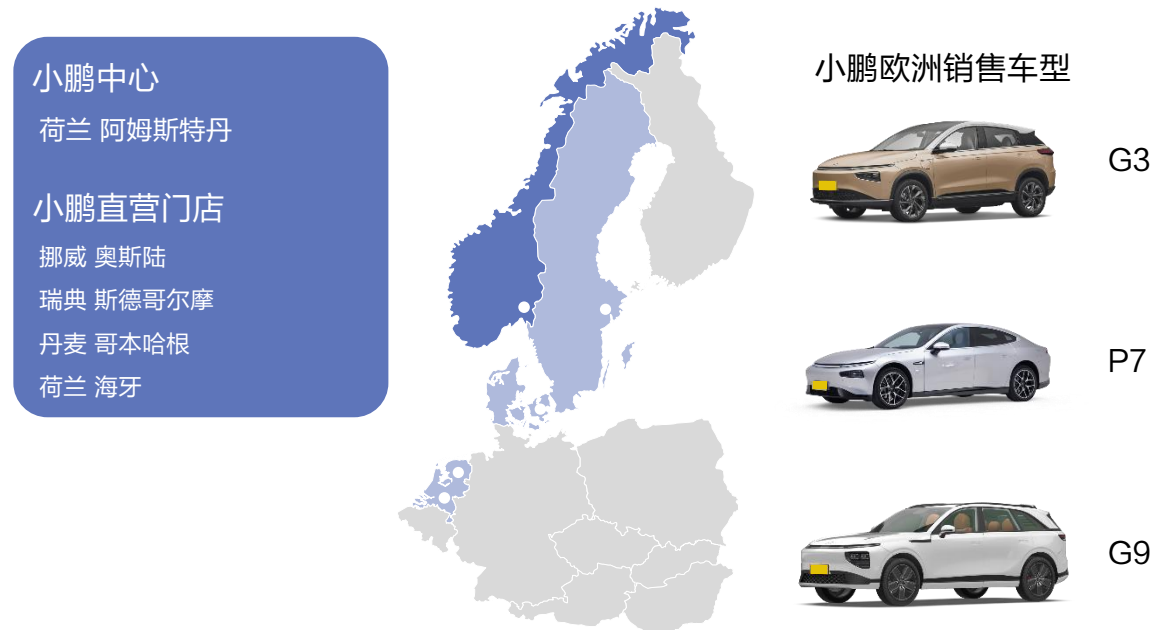 小鹏中心
荷兰 阿姆斯特丹
小鹏直营门店
挪威 奥斯陆
瑞典 斯德哥尔摩
丹麦 哥本哈根
荷兰 海牙
小鹏欧洲销售车型
G3
P7
G9